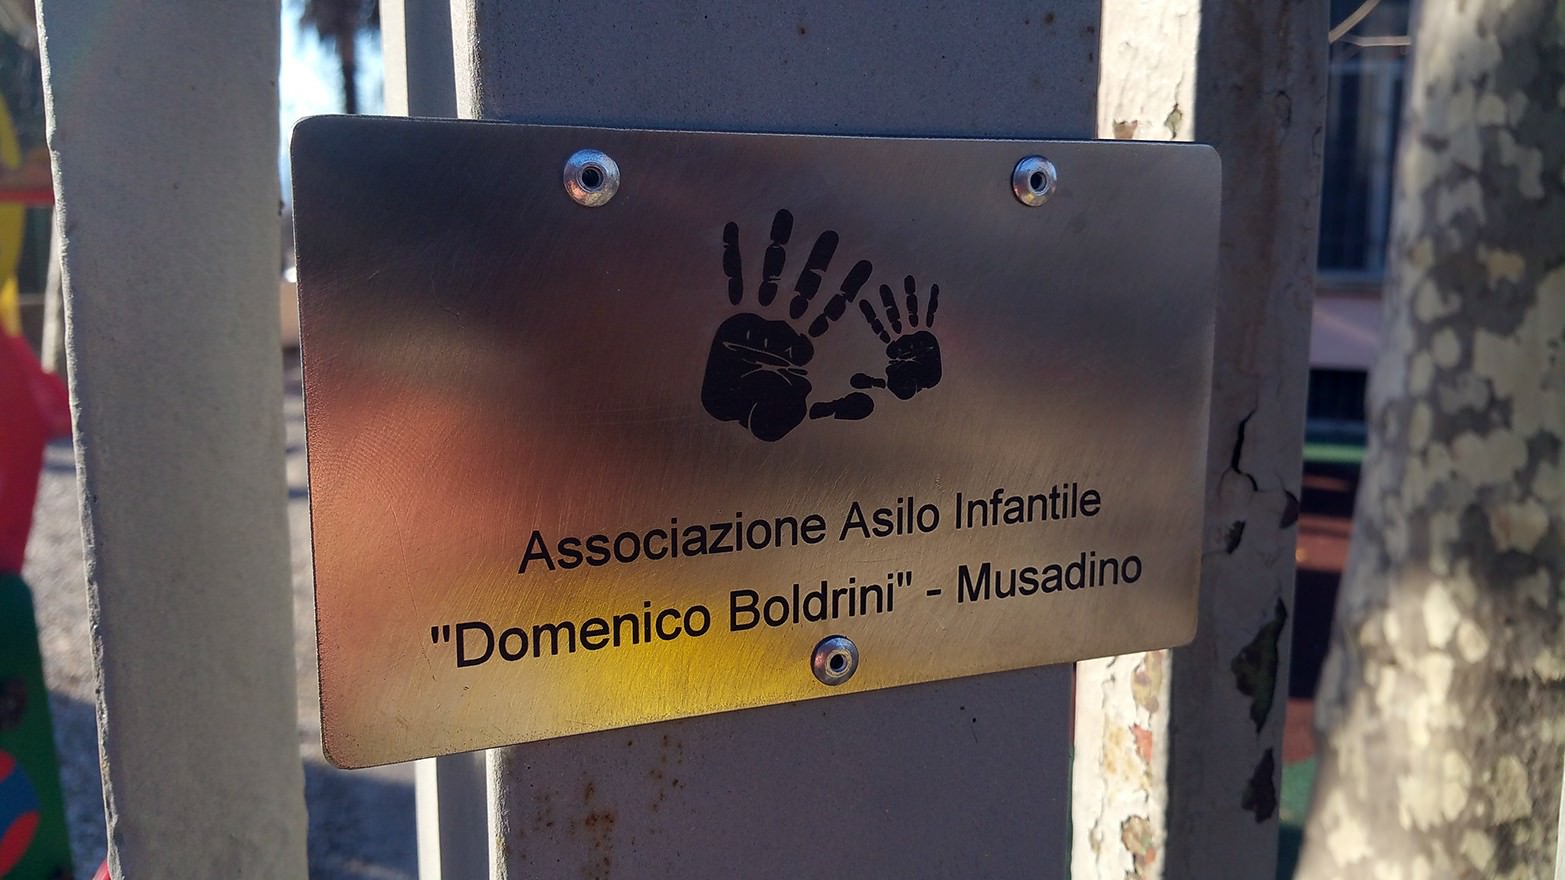 Associazione Asilo Infantile
"Domenico Boldrini" - Musadino